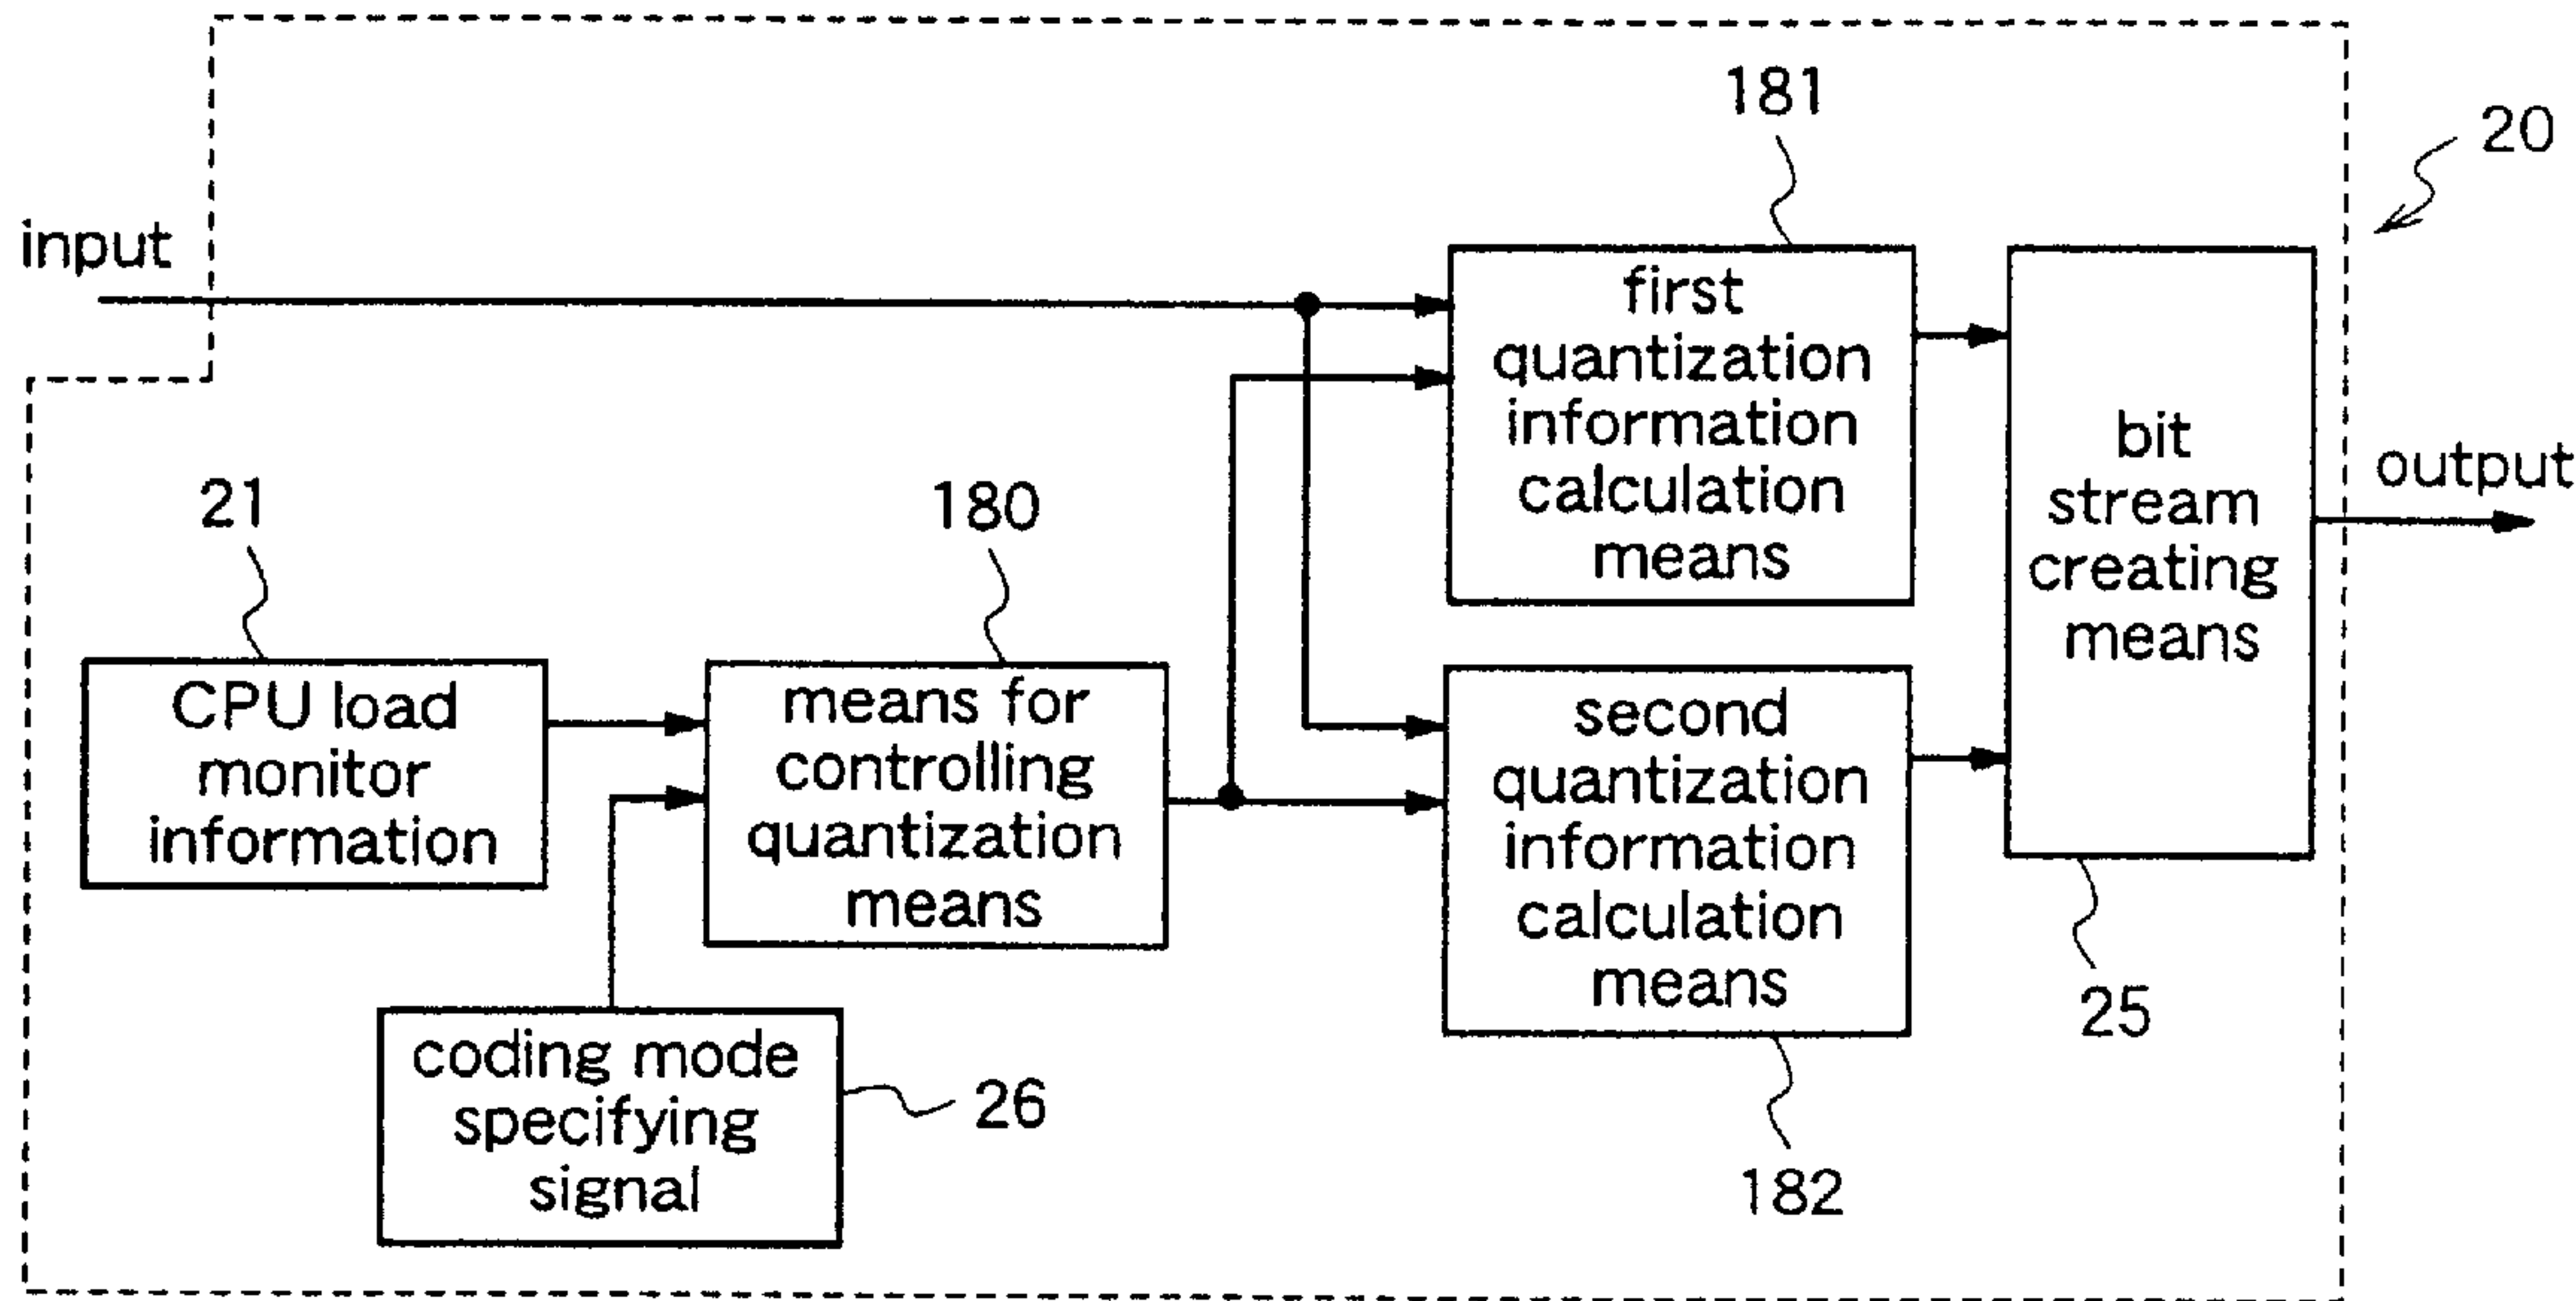 181
20
input
first
quantization
information
calculation
means
bit
stream
creating
means
output
21
180
CPU load
monitor
information
means for
controlling
quantization
means
second
quantization
information
calculation
means
25
coding mode
specifying
signal
26
182